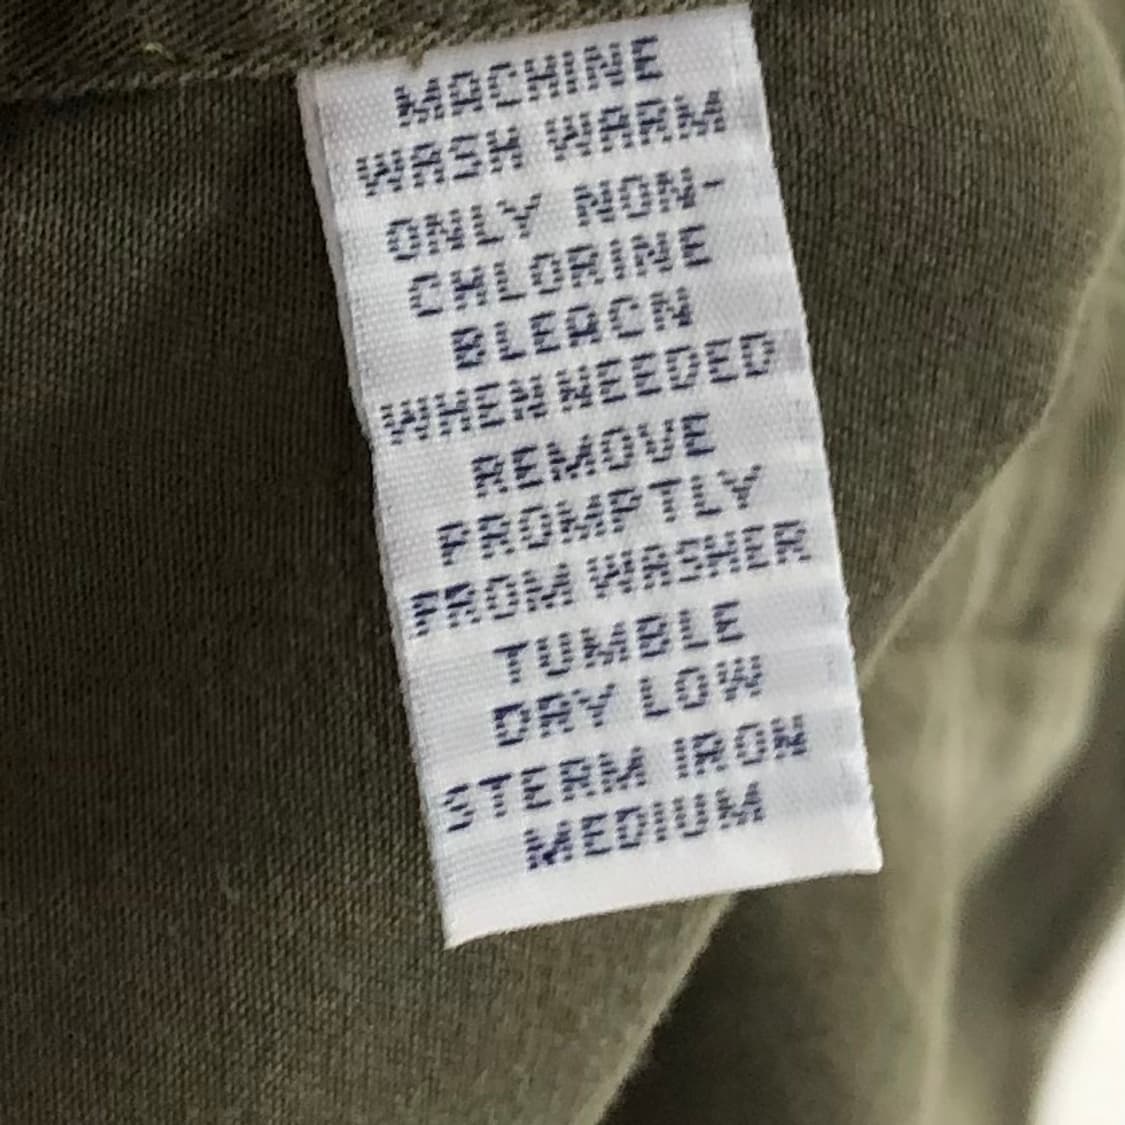 MACHINE
WASH WARM
ONLY NON-
CHLORINE
BLEACH
WHEN NEEDED
REMOVE
PROMPTLY
FROM WASHER
TUMBLE
DRY LOW
STEAM IRON
MEDIUM